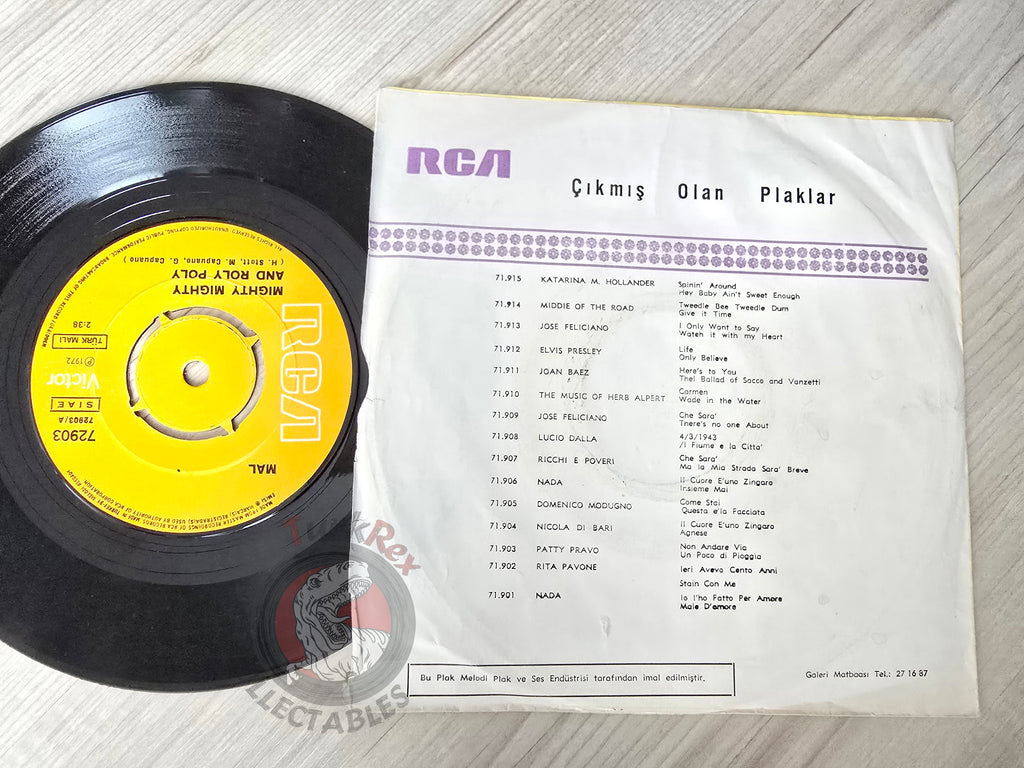 RCA
Çıkmış Olan Plaklar
71.915 KATARINA M. HOLLANDER Spinin' Around
Hey Baby Ain't Sweet Enough
71.914 MIDDIE OF THE ROAD Tweedle Bee Tweedle Dum
Give it Time
71.913 JOSE FELICIANO I Only Want to Say
Wateh it with my Heart
71.912 ELVIS PRESLEY Life
Only Believe
71.911 JOAN BAEZ Here's to You
Thel Ballad of Sacco and Vanzetti
71.910 THE MUSIC OF HERB ALPERT Carmen
Wade in the Water
71.909 JOSE FELICIANO Che Sara'
There's no one About
71.908 LUCIO DALLA 4/3/1943
/I Fiume e la Citta'
71.907 RICCHI E POVERI Che Sara'
Ma la Mia Strada Sara' Breve
71.906 NADA Il Cuore E'uno Zingaro
Insieme Mai
71.905 DOMENICO MODUGNO Come Stai
Questa e'la Facciata
71.904 NICOLA DI BARI Il Cuore E'uno Zingaro
Agnese
71.903 PATTY PRAVO Non Andare Via
Un Poco di Pioggia
71.902 RITA PAVONE Ieri Avevo Cento Anni
Stain Con Me
71.901 NADA Io l'ho Fatto Per Amore
Male D'amore
Bu Plak Melodi Plak ve Ses Endüstrisi tarafından imal edilmiştir.
Galeri Matbaası Tel.: 27 16 87
MAL
RCA
MIGHTY MIGHTY
AND ROLY POLY
( H. Stott, M. Capuano, G. Capuano )
72903
72903/A
SIAE
Victor
℗ 1972
TÜRK MALI
2:38
TurkRex
COLLECTABLES